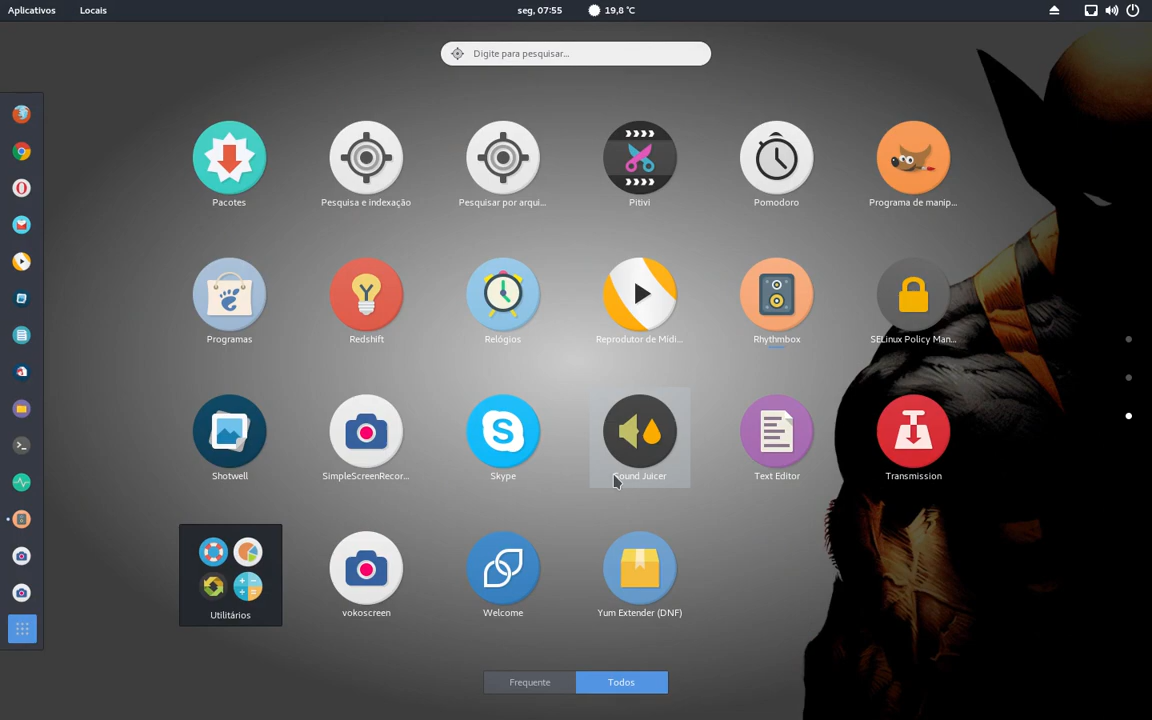 Aplicativos Locais seg, 07:55 19,8 °C
Digite para pesquisar...
Pacotes Pesquisa e indexação Pesquisar por arqui... Pitivi Pomodoro Programa de manip...
Programas Redshift Relógios Reprodutor de Mídi... Rhythmbox SELinux Policy Man...
Shotwell SimpleScreenRecor... Skype Sound Juicer Text Editor Transmission
Utilitários vokoscreen Welcome Yum Extender (DNF)
Frequente Todos